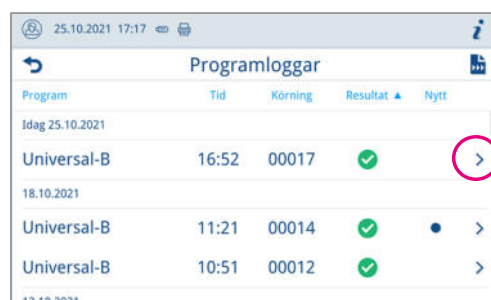 25.10.2021 17:17
Programloggar
Program Tid Körning Resultat ▲ Nytt
Idag 25.10.2021
Universal-B 16:52 00017
18.10.2021
Universal-B 11:21 00014
Universal-B 10:51 00012